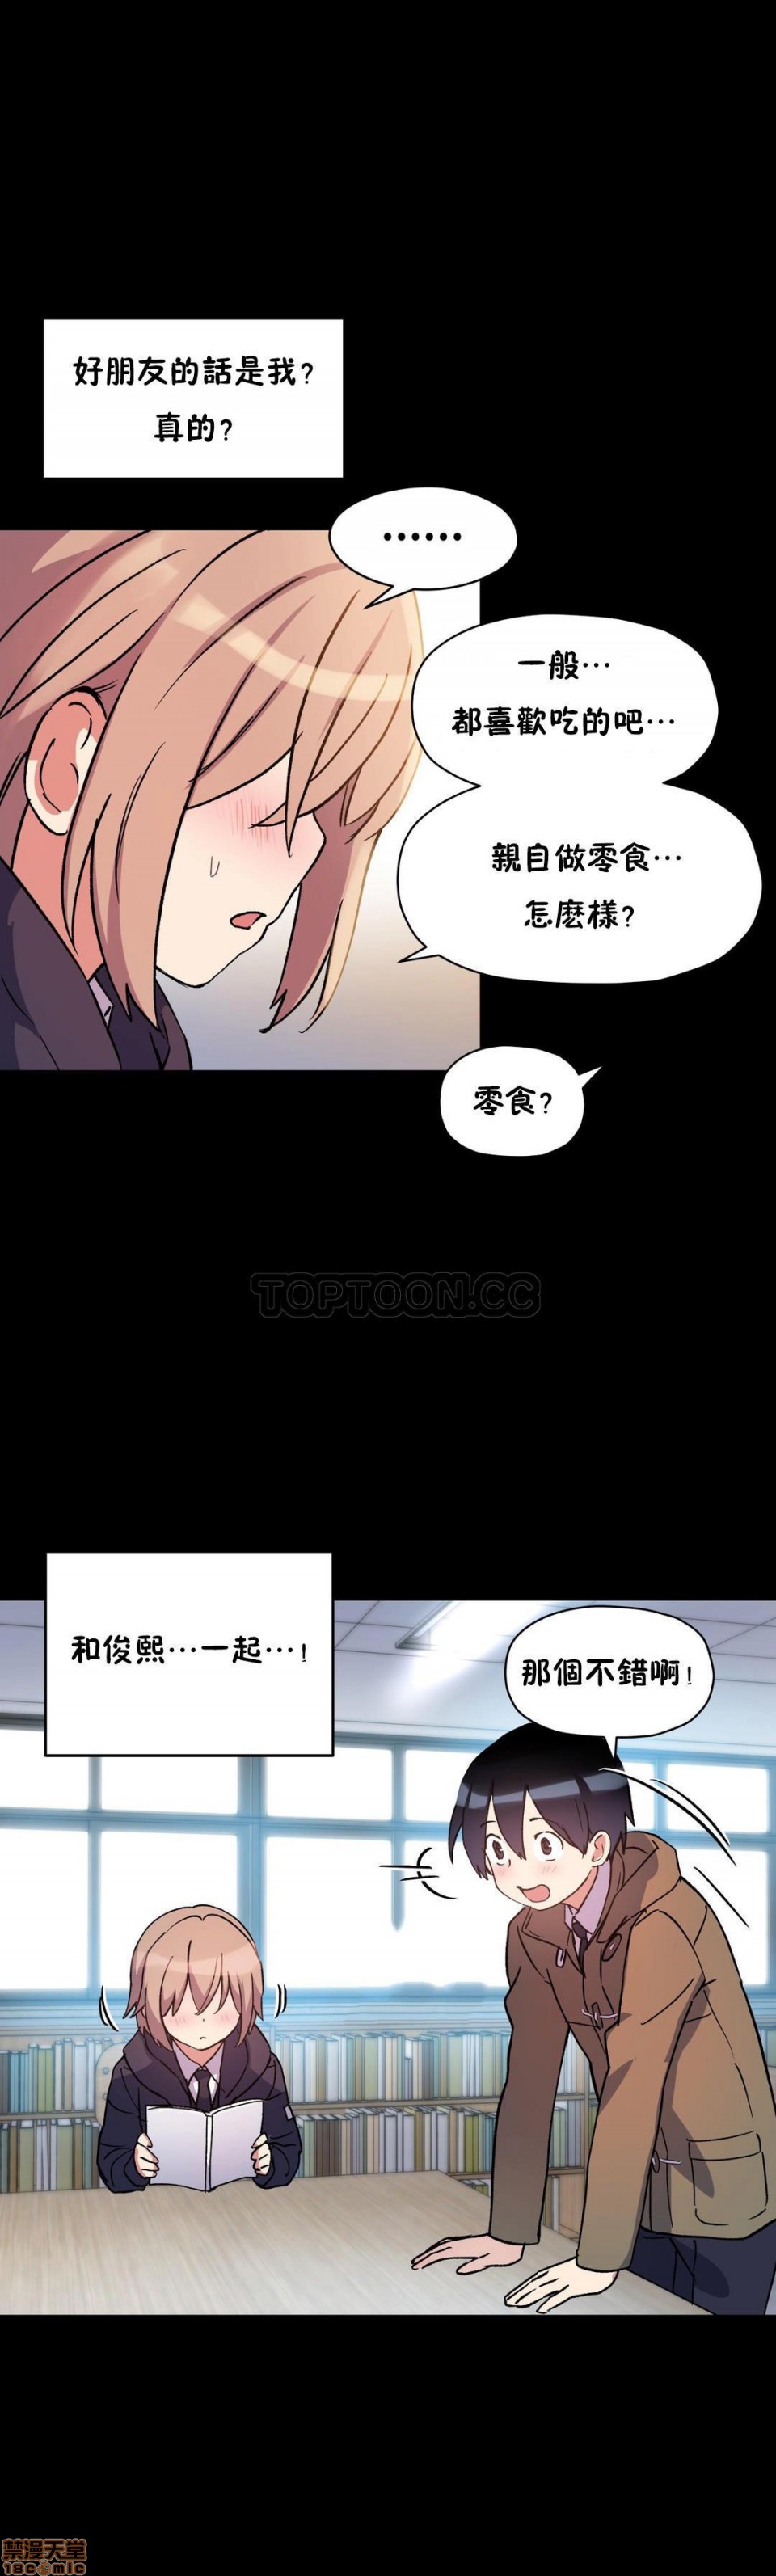 好朋友的話是我?
真的?
⋯⋯
一般⋯
都喜歡吃的吧⋯
親自做零食⋯
怎麽樣?
零食?
TOPTOON.CC
和俊熙⋯一起⋯!
那個不錯啊!
禁漫天堂
18comic